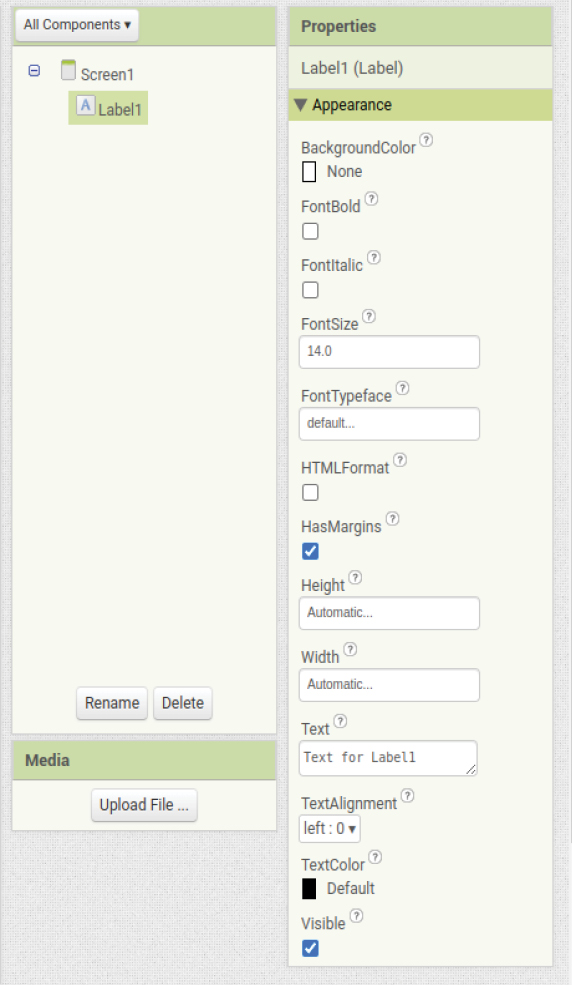 All Components ▾
Screen1
A Label1
Rename Delete
Media
Upload File ...
Properties
Label1 (Label)
Appearance
BackgroundColor ?
None
FontBold ?
FontItalic ?
FontSize ?
14.0
FontTypeface ?
default...
HTMLFormat ?
HasMargins ?
Height ?
Automatic...
Width ?
Automatic...
Text ?
Text for Label1
TextAlignment ?
left : 0 ▾
TextColor ?
Default
Visible ?